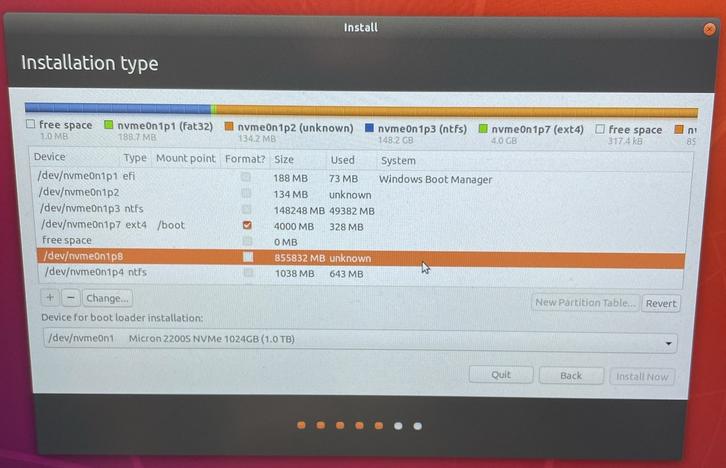 Install
Installation type
free space nvme0n1p1 (fat32) nvme0n1p2 (unknown) nvme0n1p3 (ntfs) nvme0n1p7 (ext4) free space
1.0 MB 188.7 MB 134.2 MB 148.2 GB 4.0 GB 317.4 kB 85
Device Type Mount point Format? Size Used System
/dev/nvme0n1p1 efi 188 MB 73 MB Windows Boot Manager
/dev/nvme0n1p2 134 MB unknown
/dev/nvme0n1p3 ntfs 148248 MB 49382 MB
/dev/nvme0n1p7 ext4 /boot 4000 MB 328 MB
free space 0 MB
/dev/nvme0n1p8 855832 MB unknown
/dev/nvme0n1p4 ntfs 1038 MB 643 MB
+ − Change... New Partition Table... Revert
Device for boot loader installation:
/dev/nvme0n1 Micron 2200S NVMe 1024GB (1.0 TB)
Quit Back Install Now